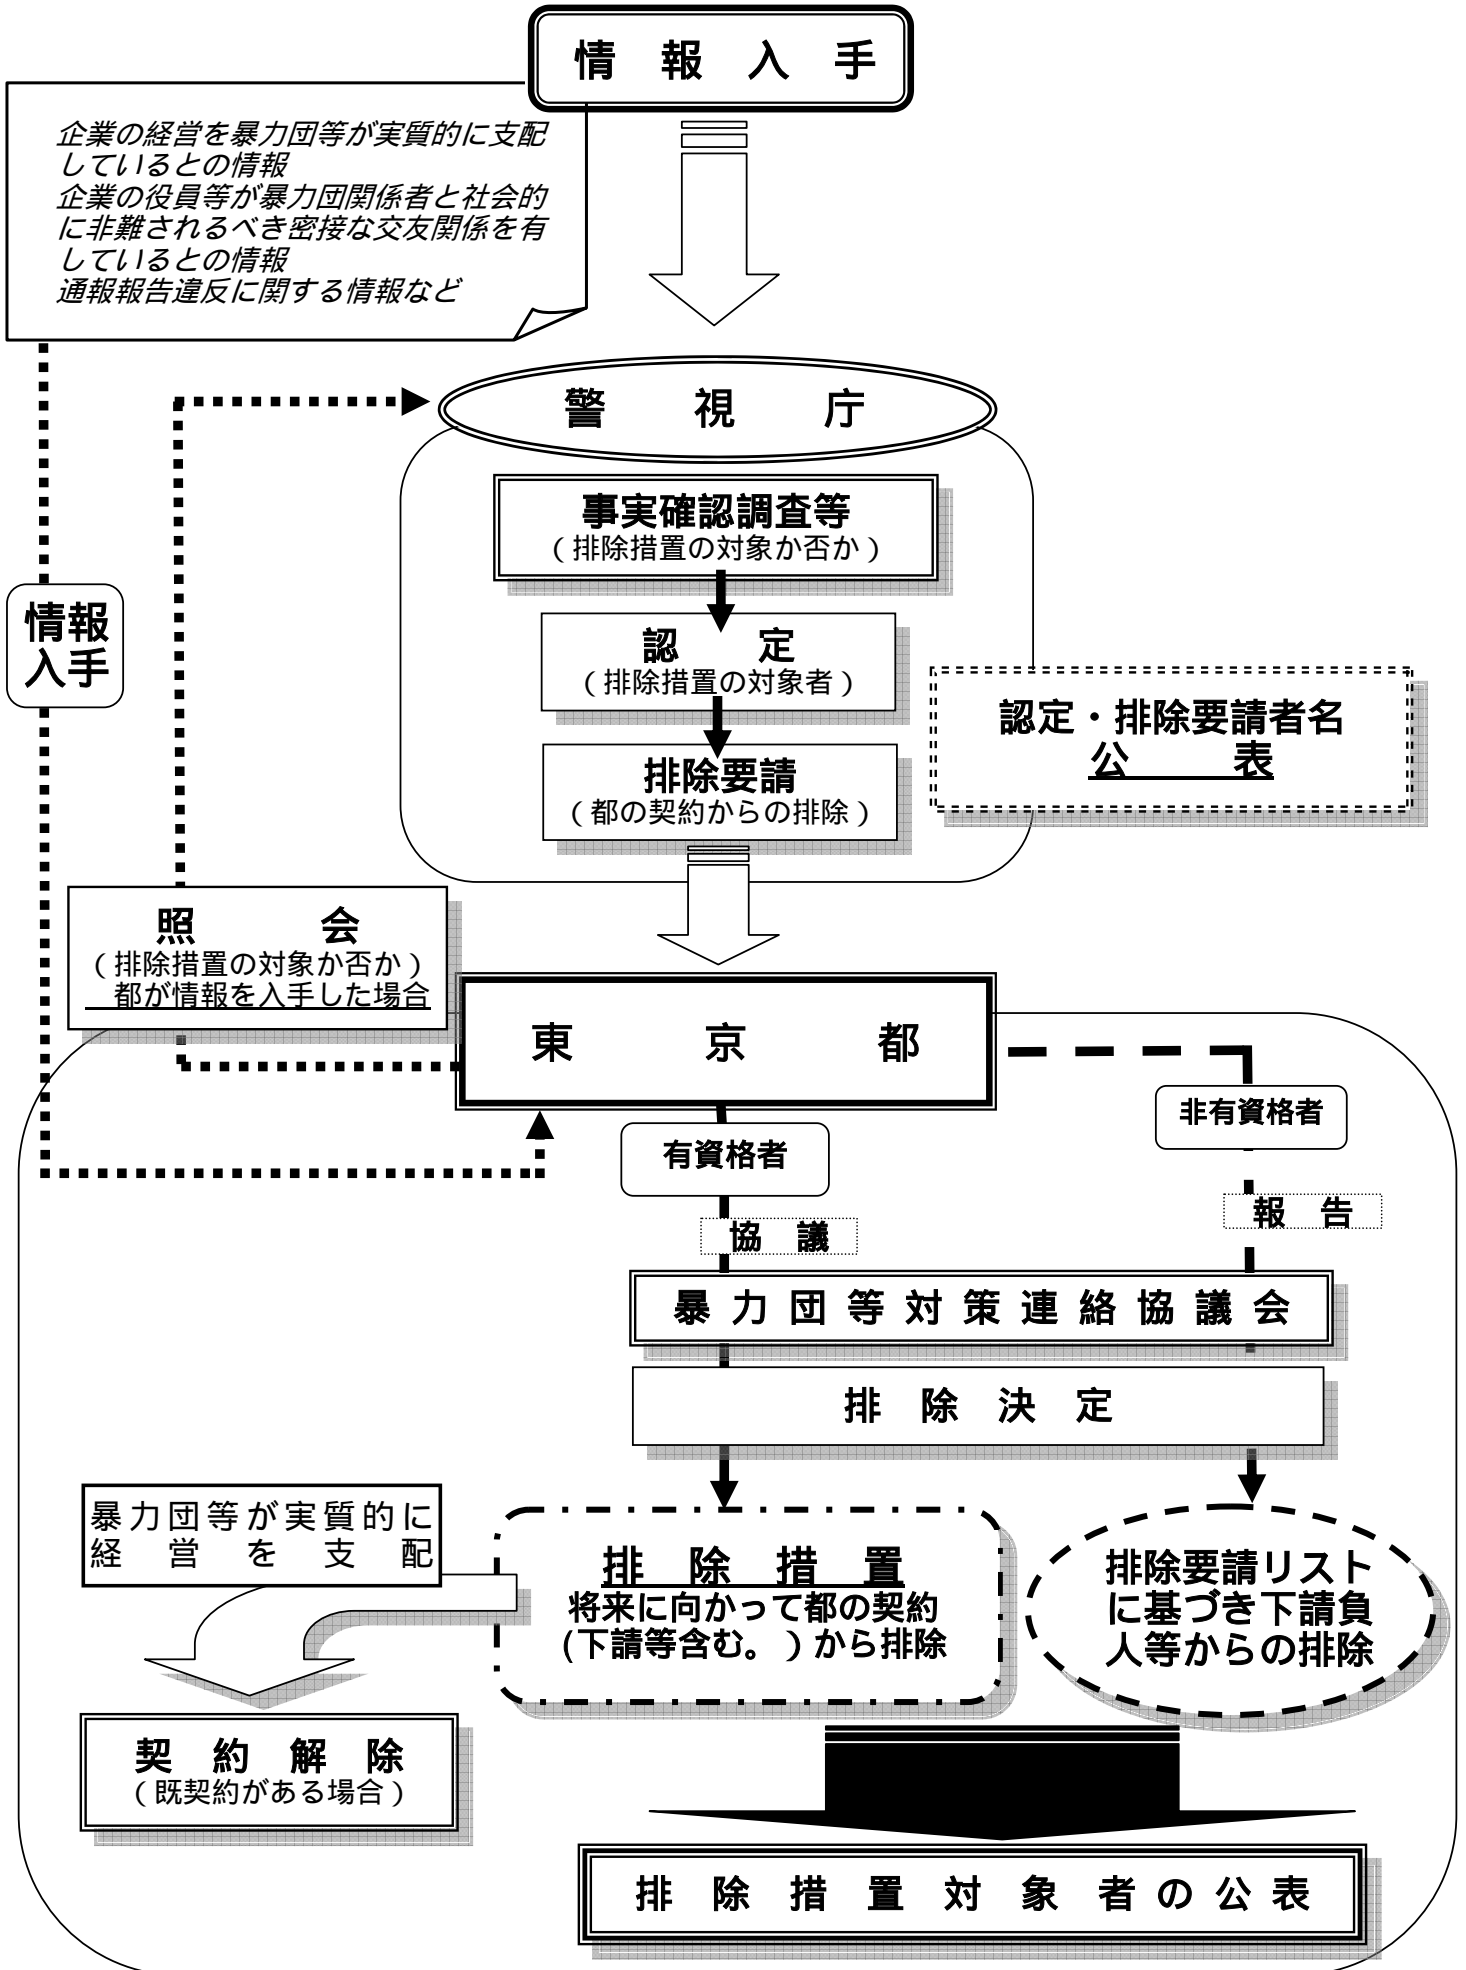 情報入手
企業の経営を暴力団等が実質的に支配
しているとの情報
企業の役員等が暴力団関係者と社会的
に非難されるべき密接な交友関係を有
しているとの情報
通報報告違反に関する情報など
警視庁
事実確認調査等
（排除措置の対象か否か）
情報
入手
認定
（排除措置の対象者）
認定・排除要請者名
公表
排除要請
（都の契約からの排除）
照会
（排除措置の対象か否か）
都が情報を入手した場合
東京都
非有資格者
有資格者
報告
協議
暴力団等対策連絡協議会
排除決定
暴力団等が実質的に
経営を支配
排除措置
将来に向かって都の契約
(下請等含む。）から排除
排除要請リスト
に基づき下請負
人等からの排除
契約解除
（既契約がある場合）
排除措置対象者の公表